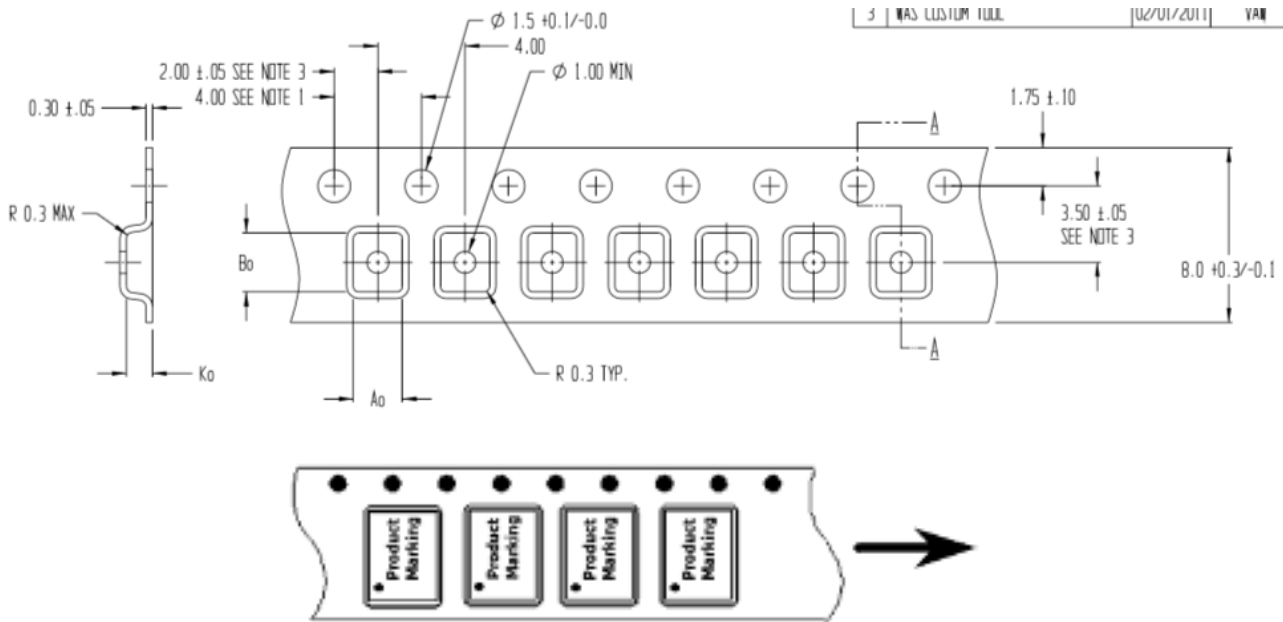 3 WAS CUSTOM TOOL 02/01/2011 VAW
Ø 1.5 +0.1/-0.0
4.00
2.00 ±.05 SEE NOTE 3
Ø 1.00 MIN
4.00 SEE NOTE 1
0.30 ±.05
1.75 ±.10
A
R 0.3 MAX
3.50 ±.05
SEE NOTE 3
Bo
8.0 +0.3/-0.1
A
Ko
R 0.3 TYP.
Ao
Product
Marking
Product
Marking
Product
Marking
Product
Marking